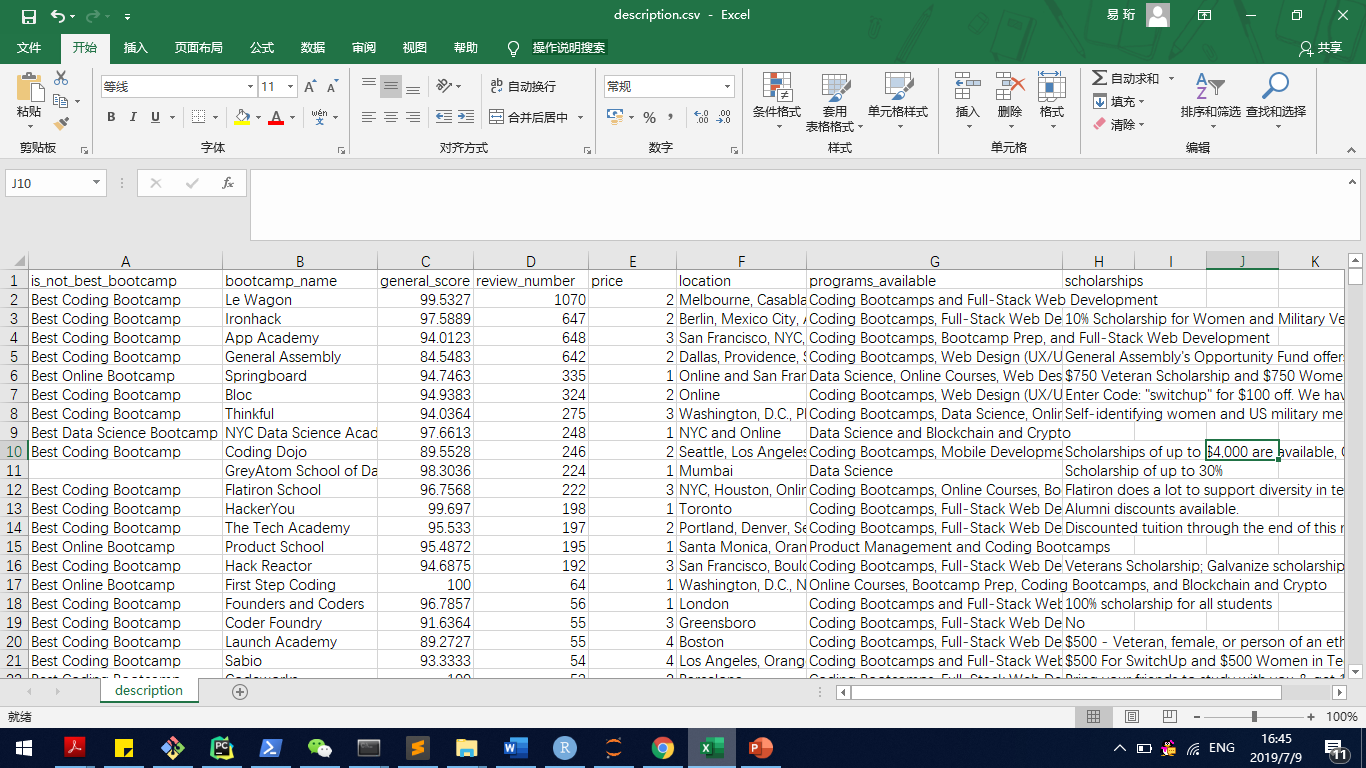 description.csv - Excel
易 珩
文件 开始 插入 页面布局 公式 数据 审阅 视图 帮助 操作说明搜索 共享
粘贴
剪贴板
等线 11
B I U A wén 文
字体
自动换行
合并后居中
对齐方式
常规
%
数字
条件格式 套用 表格格式 单元格样式
样式
插入 删除 格式
单元格
自动求和
填充
清除
排序和筛选 查找和选择
编辑
J10 fx
A B C D E F G H I J K
1 is_not_best_bootcamp bootcamp_name general_score review_number price location programs_available scholarships
2 Best Coding Bootcamp Le Wagon 99.5327 1070 2 Melbourne, Casabla Coding Bootcamps and Full-Stack Web Development
3 Best Coding Bootcamp Ironhack 97.5889 647 2 Berlin, Mexico City, Coding Bootcamps, Full-Stack Web De 10% Scholarship for Women and Military Ve
4 Best Coding Bootcamp App Academy 94.0123 648 3 San Francisco, NYC, Coding Bootcamps, Bootcamp Prep, and Full-Stack Web Development
5 Best Coding Bootcamp General Assembly 84.5483 642 2 Dallas, Providence, Coding Bootcamps, Web Design (UX/U General Assembly's Opportunity Fund offer
6 Best Online Bootcamp Springboard 94.7463 335 1 Online and San Fran Data Science, Online Courses, Web Des $750 Veteran Scholarship and $750 Wome
7 Best Coding Bootcamp Bloc 94.9383 324 2 Online Coding Bootcamps, Web Design (UX/U Enter Code: "switchup" for $100 off. We hav
8 Best Coding Bootcamp Thinkful 94.0364 275 3 Washington, D.C., Pl Coding Bootcamps, Data Science, Onlin Self-identifying women and US military me
9 Best Data Science Bootcamp NYC Data Science Acad 97.6613 248 1 NYC and Online Data Science and Blockchain and Crypto
10 Best Coding Bootcamp Coding Dojo 89.5528 246 2 Seattle, Los Angeles Coding Bootcamps, Mobile Developme Scholarships of up to $4,000 are available,
11 GreyAtom School of Da 98.3036 224 1 Mumbai Data Science Scholarship of up to 30%
12 Best Coding Bootcamp Flatiron School 96.7568 222 3 NYC, Houston, Onlin Coding Bootcamps, Online Courses, Bo Flatiron does a lot to support diversity in te
13 Best Coding Bootcamp HackerYou 99.697 198 1 Toronto Coding Bootcamps, Full-Stack Web De Alumni discounts available.
14 Best Coding Bootcamp The Tech Academy 95.533 197 2 Portland, Denver, Se Coding Bootcamps, Full-Stack Web De Discounted tuition through the end of this
15 Best Online Bootcamp Product School 95.4872 195 1 Santa Monica, Oran Product Management and Coding Bootcamps
16 Best Coding Bootcamp Hack Reactor 94.6875 192 3 San Francisco, Bould Coding Bootcamps, Full-Stack Web De Veterans Scholarship; Galvanize scholarship
17 Best Online Bootcamp First Step Coding 100 64 1 Washington, D.C., N Online Courses, Bootcamp Prep, Coding Bootcamps, and Blockchain and Crypto
18 Best Coding Bootcamp Founders and Coders 96.7857 56 1 London Coding Bootcamps and Full-Stack Web 100% scholarship for all students
19 Best Coding Bootcamp Coder Foundry 91.6364 55 3 Greensboro Coding Bootcamps, Full-Stack Web De No
20 Best Coding Bootcamp Launch Academy 89.2727 55 4 Boston Coding Bootcamps, Full-Stack Web De $500 - Veteran, female, or person of an eth
21 Best Coding Bootcamp Sabio 93.3333 54 4 Los Angeles, Orang Coding Bootcamps and Full-Stack Web $500 For SwitchUp and $500 Women in Te
description
就绪 100%
ENG 16:45
2019/7/9
11